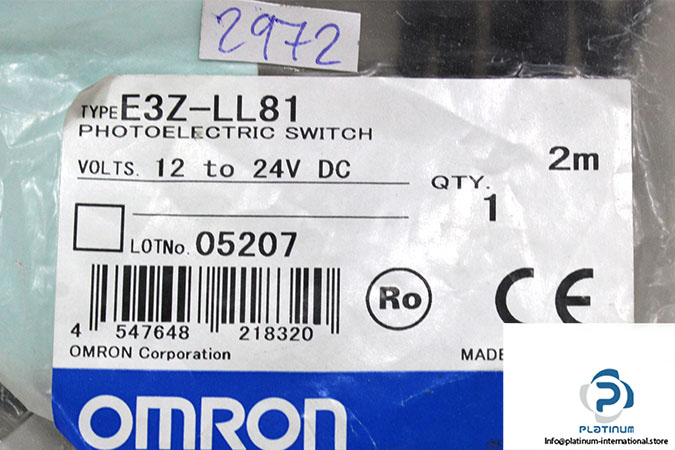 2972
TYPE E3Z-LL81
PHOTOELECTRIC SWITCH
2m
VOLTS. 12 to 24V DC
QTY.
1
LOTNo. 05207
Ro
CE
4 547648 218320
OMRON Corporation
MADE
OMRON
PLATINUM
Info@platinum-international.store